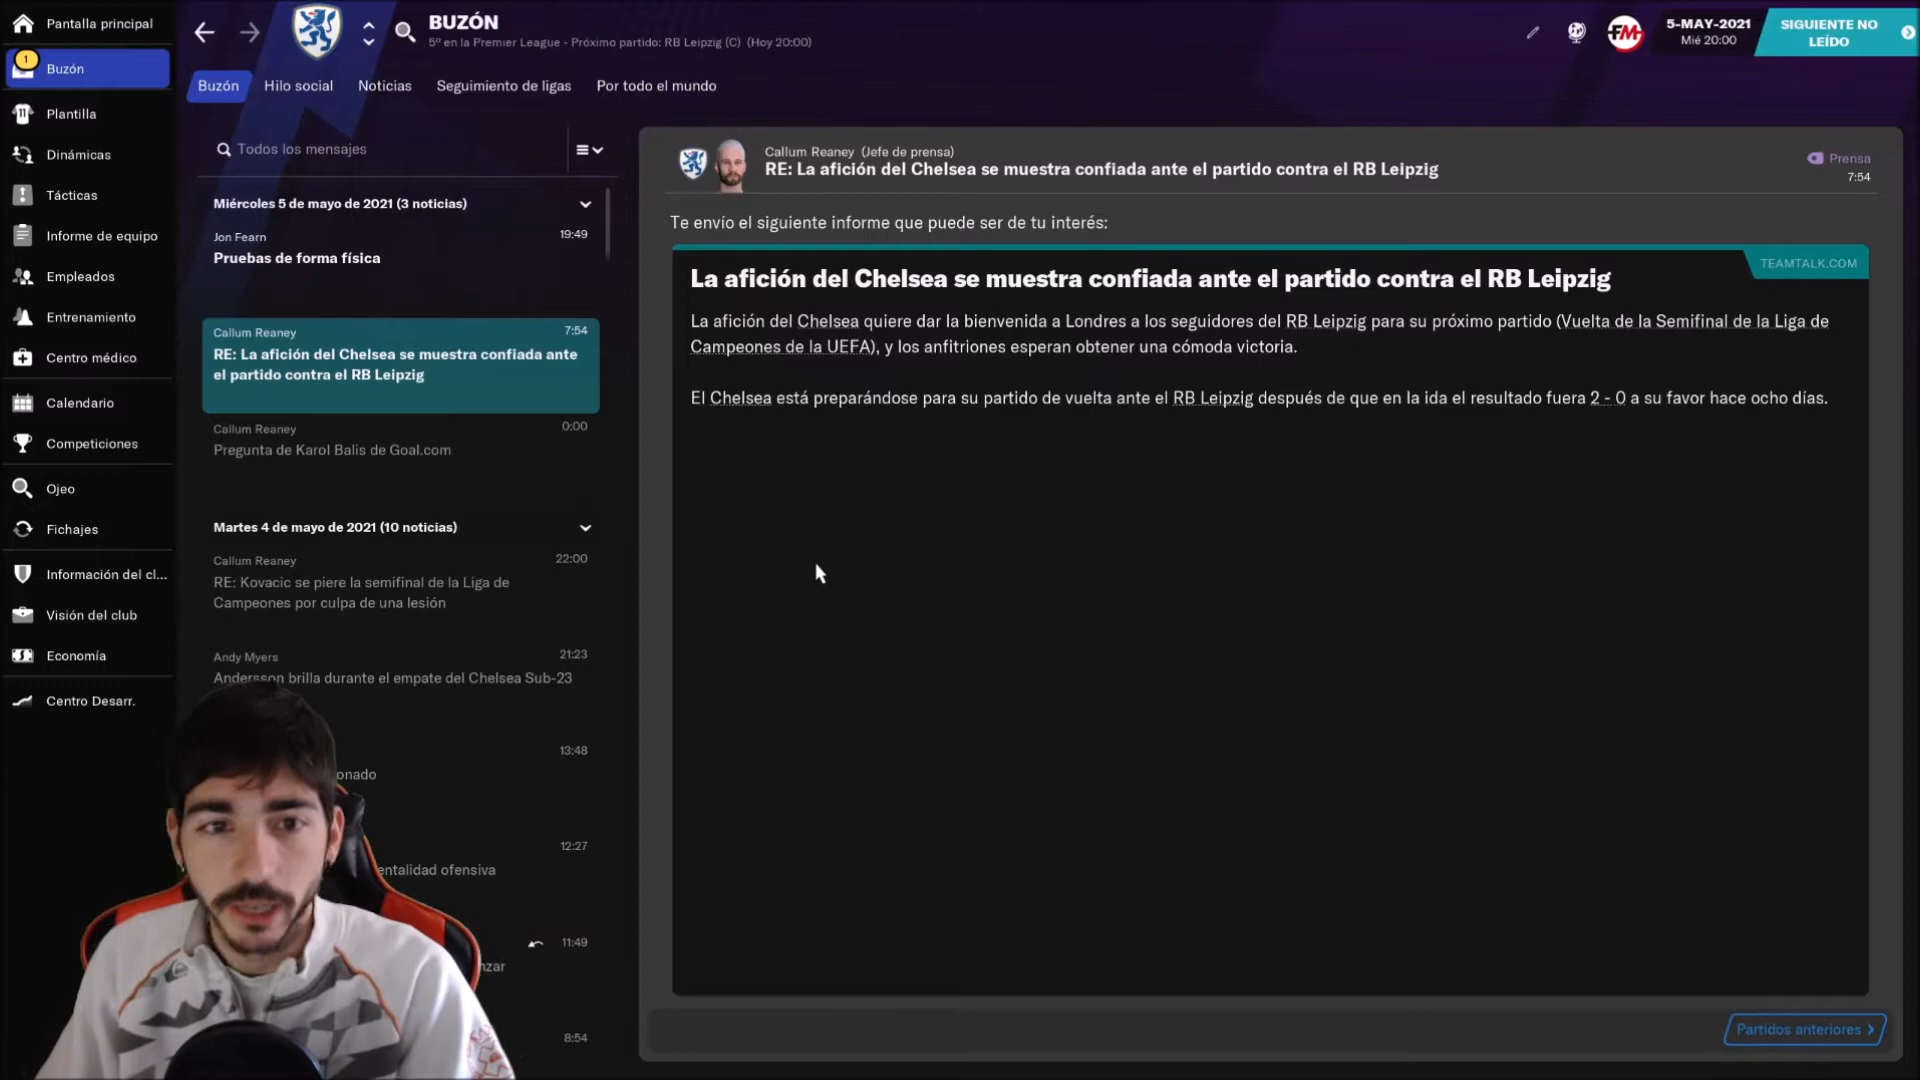 Pantalla principal
1
Buzón
Plantilla
Dinámicas
Tácticas
Informe de equipo
Empleados
Entrenamiento
Centro médico
Calendario
Competiciones
Ojeo
Fichajes
Información del cl...
Visión del club
Economía
Centro Desarr.
BUZÓN
5º en la Premier League - Próximo partido: RB Leipzig (C) (Hoy 20:00)
FM
5-MAY-2021
Mié 20:00
SIGUIENTE NO
LEÍDO
Buzón
Hilo social
Noticias
Seguimiento de ligas
Por todo el mundo
Todos los mensajes
Miércoles 5 de mayo de 2021 (3 noticias)
Jon Fearn 19:49
Pruebas de forma física
Callum Reaney 7:54
RE: La afición del Chelsea se muestra confiada ante
el partido contra el RB Leipzig
Callum Reaney 0:00
Pregunta de Karol Balis de Goal.com
Martes 4 de mayo de 2021 (10 noticias)
Callum Reaney 22:00
RE: Kovacic se piere la semifinal de la Liga de
Campeones por culpa de una lesión
Andy Myers 21:23
Andersson brilla durante el empate del Chelsea Sub-23
13:48
onado
12:27
entalidad ofensiva
11:49
nzar
8:54
Callum Reaney (Jefe de prensa)
RE: La afición del Chelsea se muestra confiada ante el partido contra el RB Leipzig
Prensa
7:54
Te envío el siguiente informe que puede ser de tu interés:
TEAMTALK.COM
La afición del Chelsea se muestra confiada ante el partido contra el RB Leipzig
La afición del Chelsea quiere dar la bienvenida a Londres a los seguidores del RB Leipzig para su próximo partido (Vuelta de la Semifinal de la Liga de
Campeones de la UEFA), y los anfitriones esperan obtener una cómoda victoria.
El Chelsea está preparándose para su partido de vuelta ante el RB Leipzig después de que en la ida el resultado fuera 2 - 0 a su favor hace ocho días.
Partidos anteriores